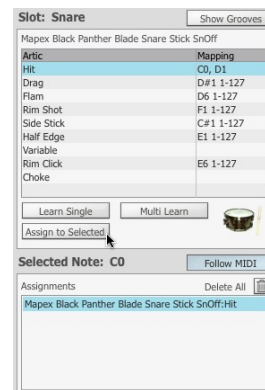 Slot: Snare Show Grooves
Mapex Black Panther Blade Snare Stick SnOff
Artic Mapping
Hit C0, D1
Drag D#1 1-127
Flam D6 1-127
Rim Shot F1 1-127
Side Stick C#1 1-127
Half Edge E1 1-127
Variable
Rim Click E6 1-127
Choke
Learn Single Multi Learn
Assign to Selected
Selected Note: C0 Follow MIDI
Assignments Delete All
Mapex Black Panther Blade Snare Stick SnOff:Hit